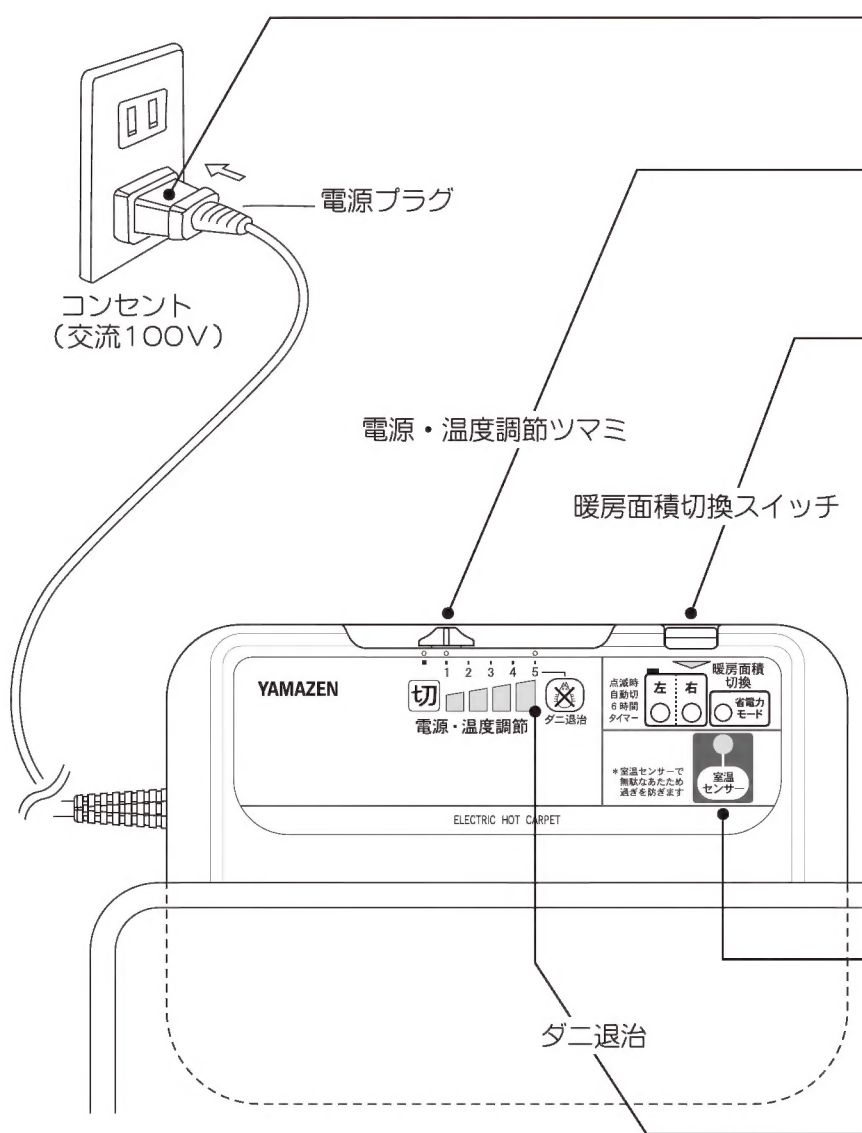 電源プラグ
コンセント
（交流100V）
電源・温度調節ツマミ
暖房面積切換スイッチ
YAMAZEN
1 2 3 4 5
切
ダニ退治
電源・温度調節
点滅時
自動切
6時間
タイマー
左 右
暖房面積
切換
省電力
モード
＊室温センサーで
無駄なあたため
過ぎを防ぎます
室温
センサー
ELECTRIC HOT CARPET
ダニ退治